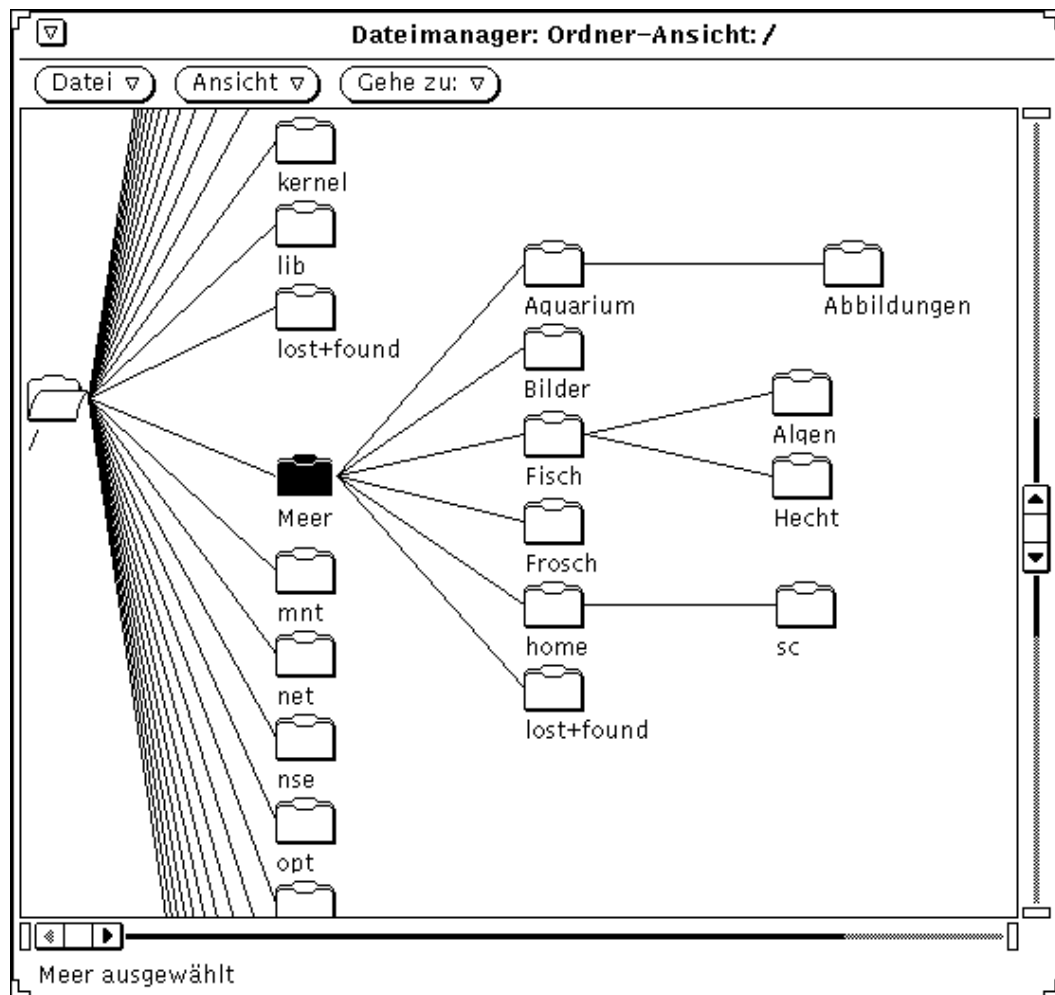 Dateimanager: Ordner-Ansicht: /
Datei Ansicht Gehe zu:
kernel
lib
lost+found
/
Meer
mnt
net
nse
opt
Aquarium
Bilder
Fisch
Frosch
home
lost+found
Abbildungen
Algen
Hecht
sc
Meer ausgewählt